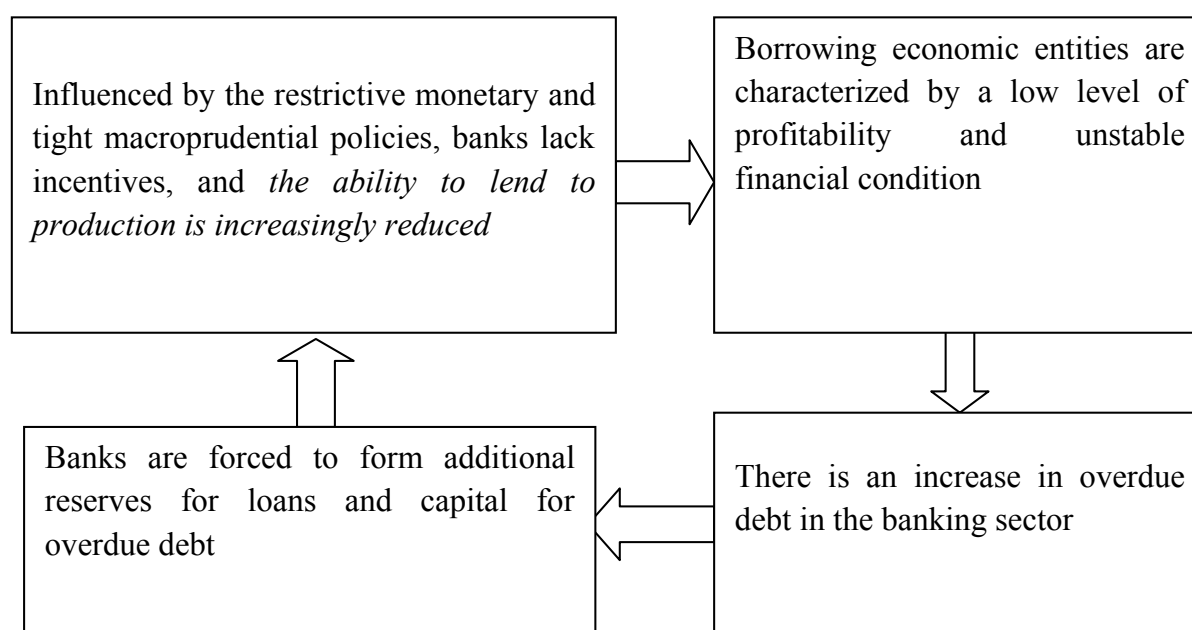 Influenced by the restrictive monetary and
tight macroprudential policies, banks lack
incentives, and the ability to lend to
production is increasingly reduced
Borrowing economic entities are
characterized by a low level of
profitability and unstable
financial condition
There is an increase in overdue
debt in the banking sector
Banks are forced to form additional
reserves for loans and capital for
overdue debt